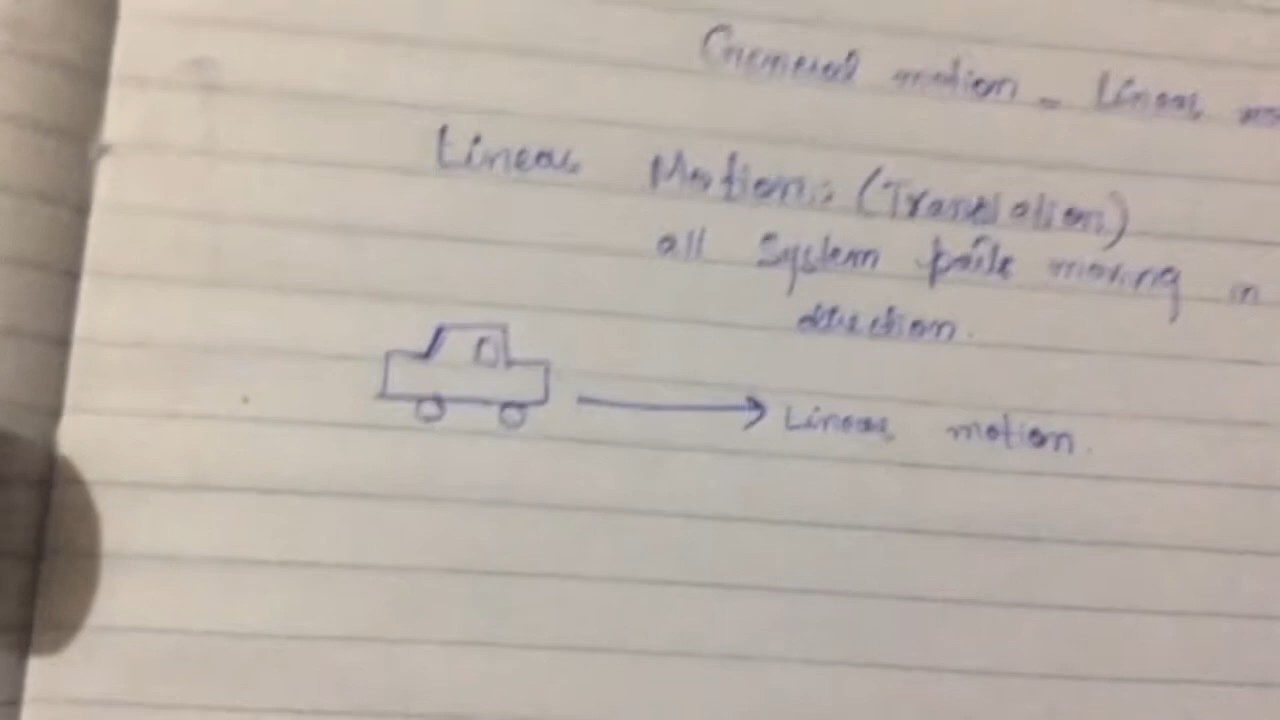 General motion - Linear
Linear Motion: (Translation)
all System parts moving in
direction.
Linear motion.